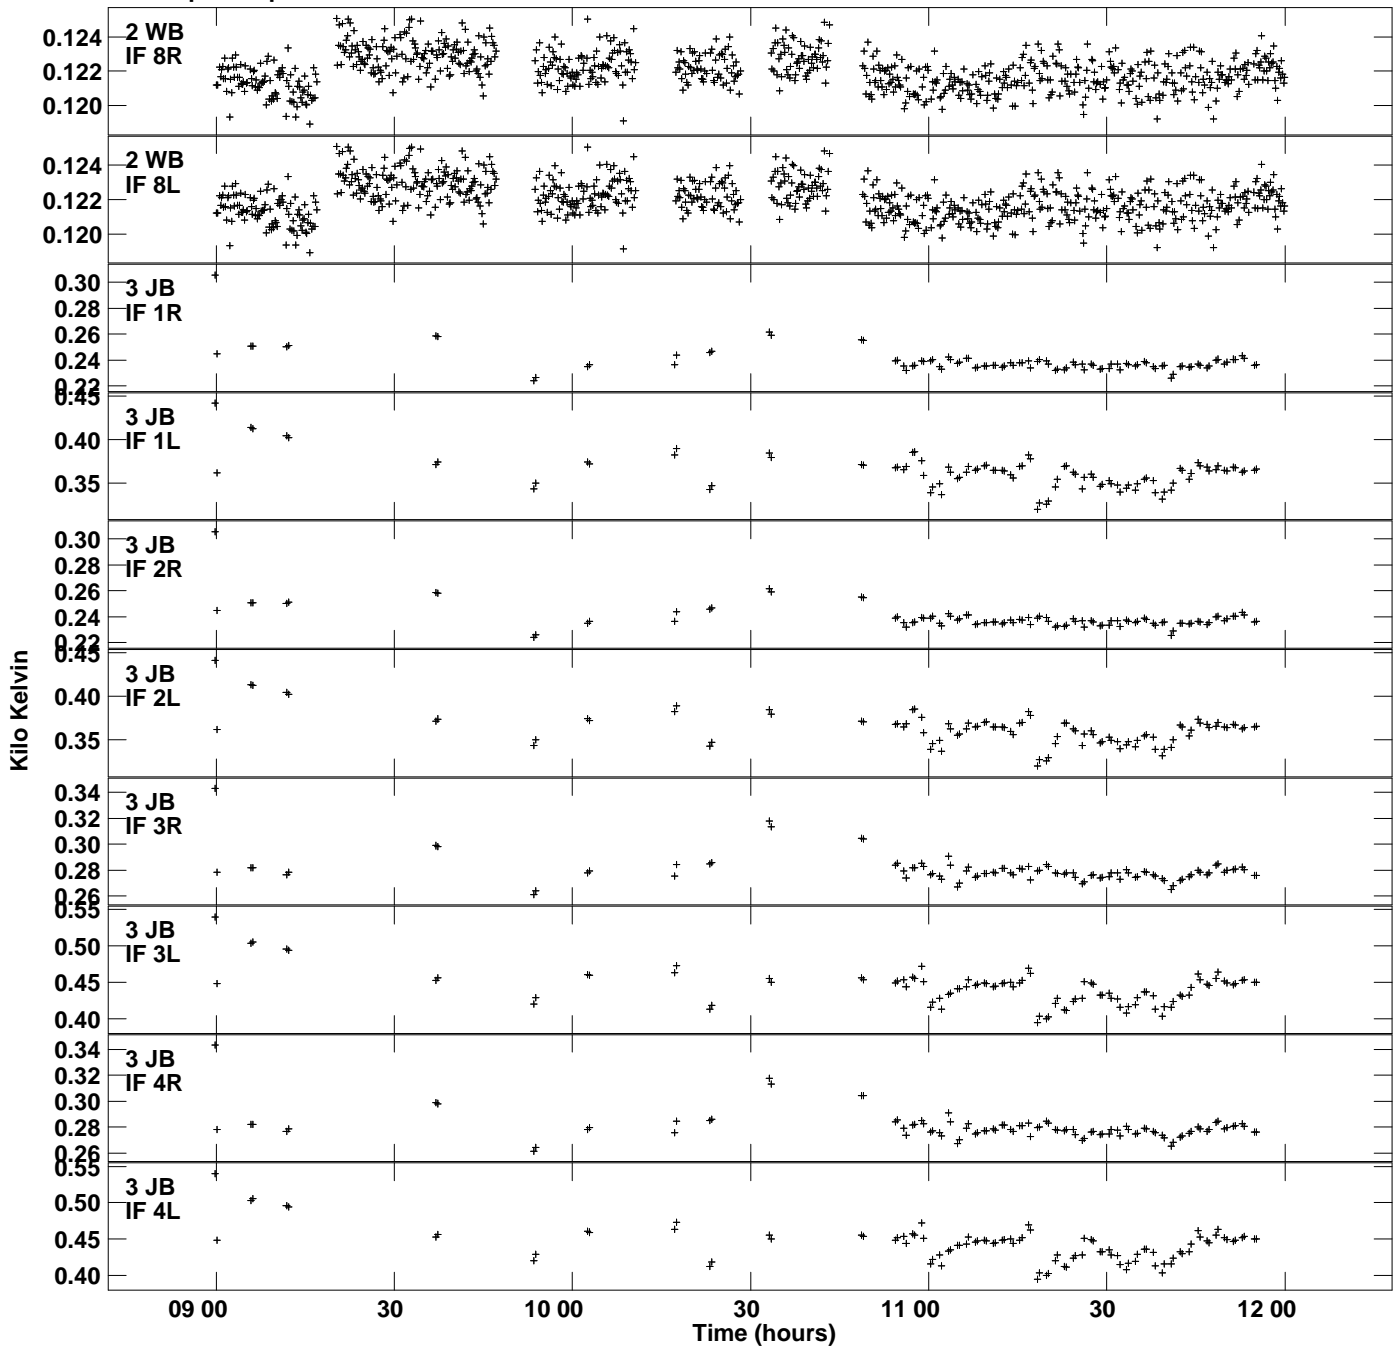 0.124
0.122
0.120
2 WB
IF 8R
0.124
0.122
0.120
2 WB
IF 8L
0.30
0.28
0.26
0.24
0.22
3 JB
IF 1R
0.45
0.40
0.35
3 JB
IF 1L
0.30
0.28
0.26
0.24
0.22
3 JB
IF 2R
0.45
0.40
0.35
3 JB
IF 2L
0.34
0.32
0.30
0.28
0.26
3 JB
IF 3R
0.55
0.50
0.45
0.40
3 JB
IF 3L
0.34
0.32
0.30
0.28
0.26
3 JB
IF 4R
0.55
0.50
0.45
0.40
3 JB
IF 4L
Kilo Kelvin
09 00 30 10 00 30 11 00 30 12 00
Time (hours)